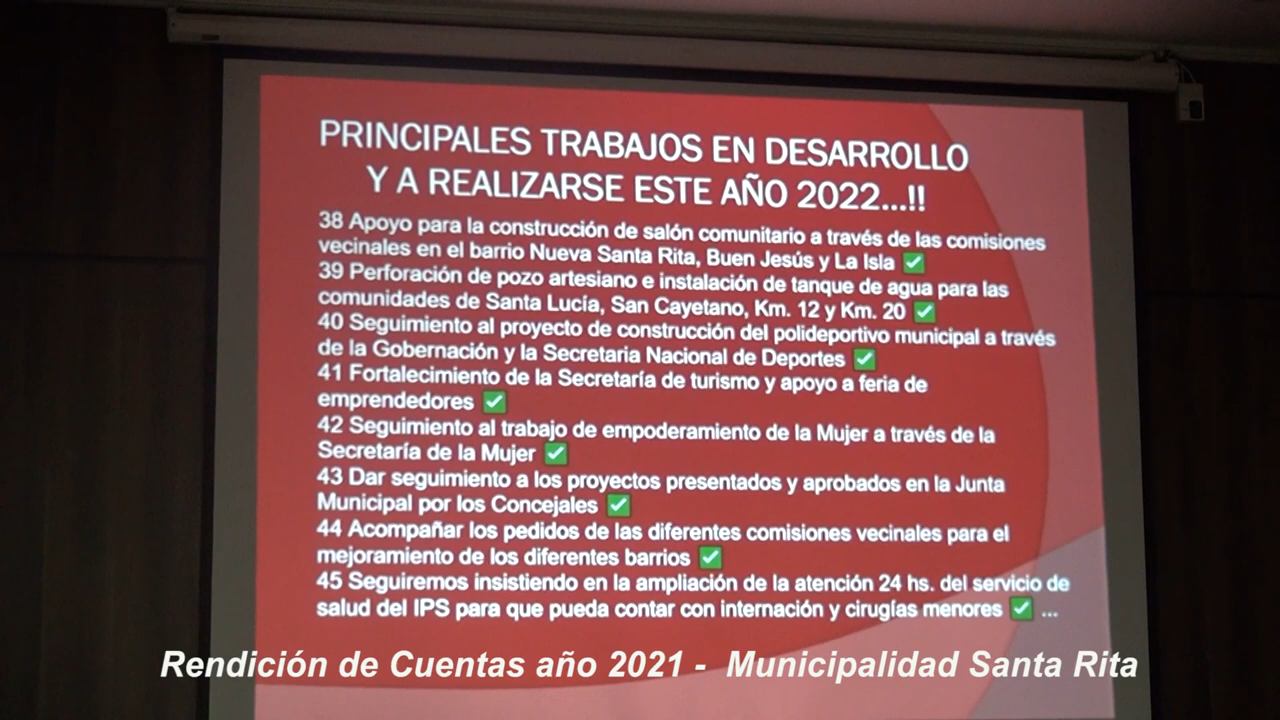 PRINCIPALES TRABAJOS EN DESARROLLO
Y A REALIZARSE ESTE AÑO 2022...!!
38 Apoyo para la construcción de salón comunitario a través de las comisiones
vecinales en el barrio Nueva Santa Rita, Buen Jesús y La Isla ✅
39 Perforación de pozo artesiano e instalación de tanque de agua para las
comunidades de Santa Lucía, San Cayetano, Km. 12 y Km. 20 ✅
40 Seguimiento al proyecto de construcción del polideportivo municipal a través
de la Gobernación y la Secretaria Nacional de Deportes ✅
41 Fortalecimiento de la Secretaría de turismo y apoyo a feria de
emprendedores ✅
42 Seguimiento al trabajo de empoderamiento de la Mujer a través de la
Secretaría de la Mujer ✅
43 Dar seguimiento a los proyectos presentados y aprobados en la Junta
Municipal por los Concejales ✅
44 Acompañar los pedidos de las diferentes comisiones vecinales para el
mejoramiento de los diferentes barrios ✅
45 Seguiremos insistiendo en la ampliación de la atención 24 hs. del servicio de
salud del IPS para que pueda contar con internación y cirugías menores ✅ ...
Rendición de Cuentas año 2021 - Municipalidad Santa Rita